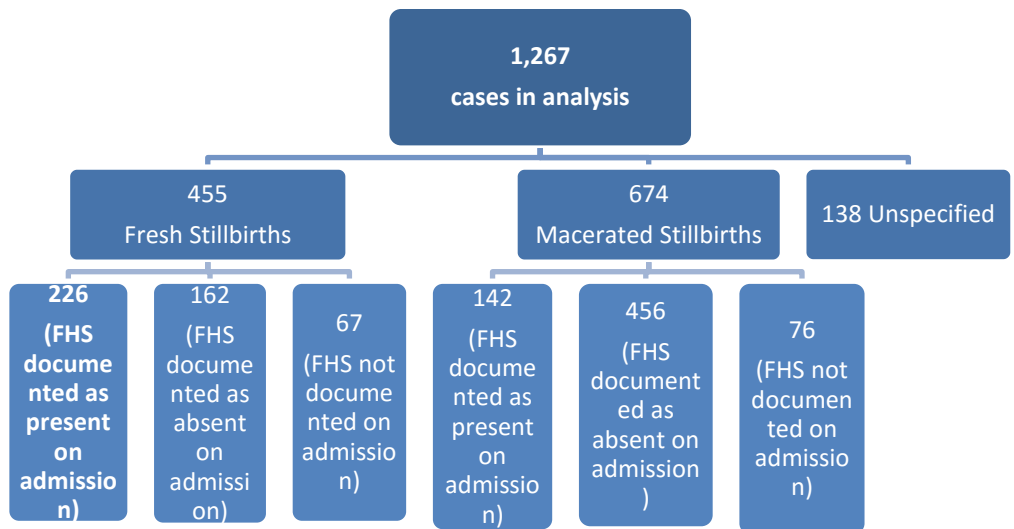 1,267
cases in analysis
455
Fresh Stillbirths
674
Macerated Stillbirths
138 Unspecified
226
(FHS
docume
nted as
present
on
admissio
n)
162
(FHS
docume
nted as
absent
on
admissi
on)
67
(FHS not
docume
nted on
admissio
n)
142
(FHS
docume
nted as
present
on
admissio
n)
456
(FHS
document
ed as
absent on
admission
)
76
(FHS not
documen
ted on
admissio
n)